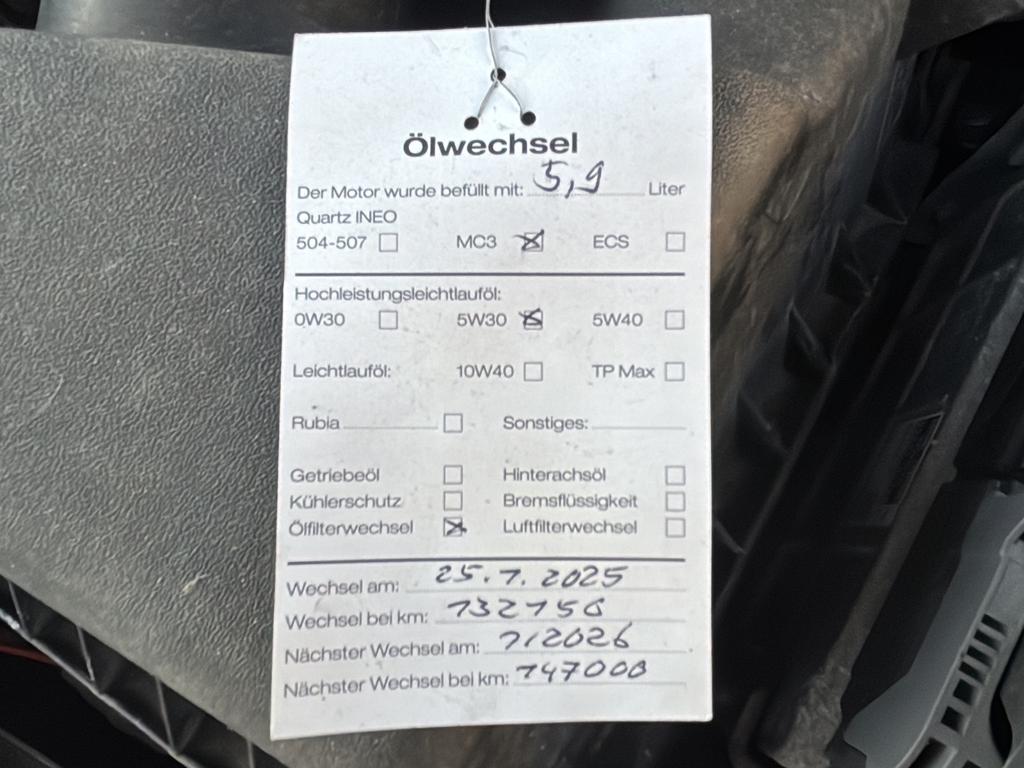 Ölwechsel
Der Motor wurde befüllt mit: 5,9 Liter
Quartz INEO
504-507 MC3 ECS
Hochleistungsleichtlauföl:
0W30 5W30 5W40
Leichtlauföl: 10W40 TP Max
Rubia Sonstiges:
Getriebeöl Hinterachsöl
Kühlerschutz Bremsflüssigkeit
Ölfilterwechsel Luftfilterwechsel
Wechsel am: 25.7.2025
Wechsel bei km: 132150
Nächster Wechsel am: 7/2026
Nächster Wechsel bei km: 147000